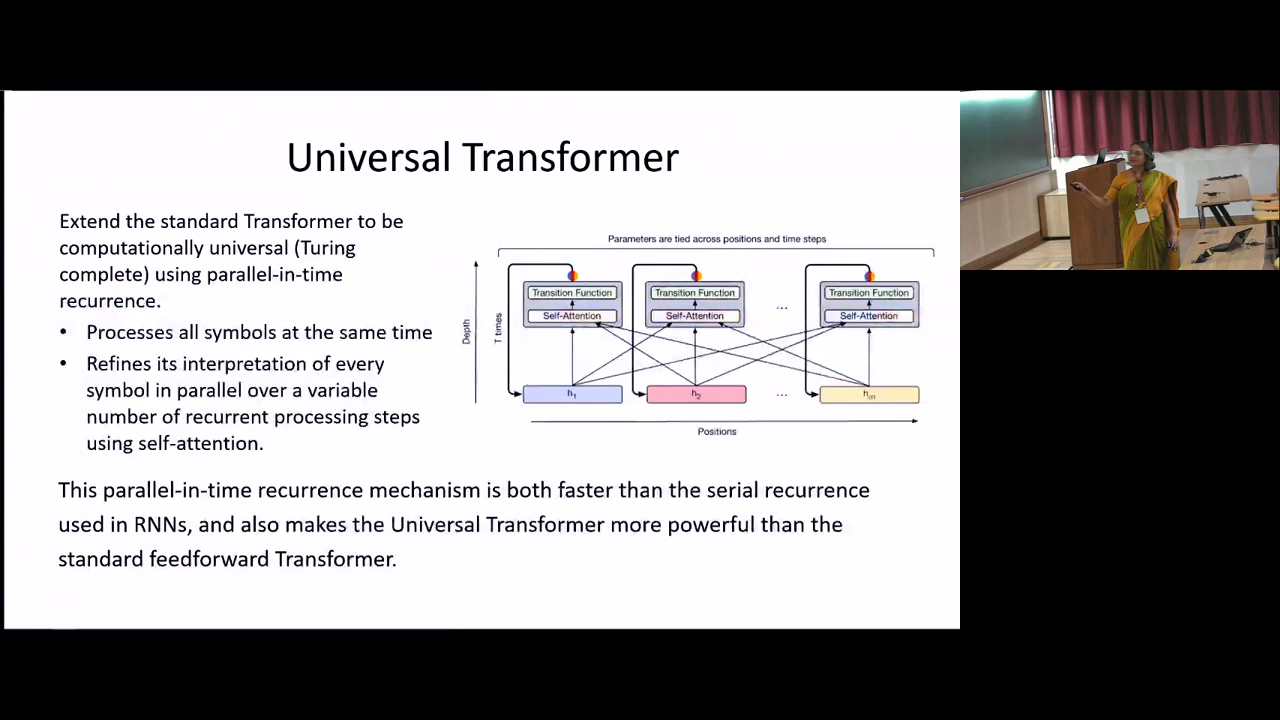 Universal Transformer
Extend the standard Transformer to be
computationally universal (Turing
complete) using parallel-in-time
recurrence.
• Processes all symbols at the same time
• Refines its interpretation of every
symbol in parallel over a variable
number of recurrent processing steps
using self-attention.
Parameters are tied across positions and time steps
Depth
T times
Transition Function
Self-Attention
h1
Transition Function
Self-Attention
h2
...
...
Transition Function
Self-Attention
hm
Positions
This parallel-in-time recurrence mechanism is both faster than the serial recurrence
used in RNNs, and also makes the Universal Transformer more powerful than the
standard feedforward Transformer.